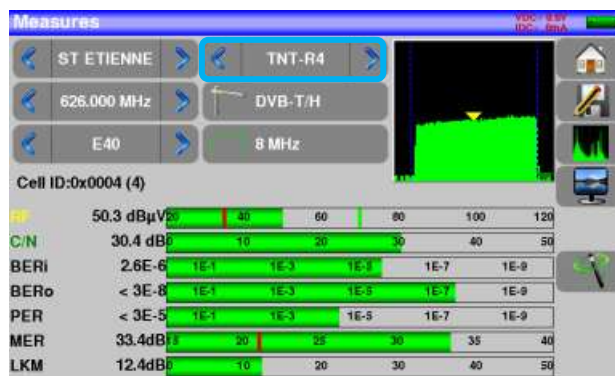 Measures
VDC: 0.0V
IDC: 0mA
ST ETIENNE
TNT-R4
626.000 MHz
DVB-T/H
E40
8 MHz
Cell ID:0x0004 (4)
RF 50.3 dBµV 20 40 60 80 100 120
C/N 30.4 dB 0 10 20 30 40 50
BERi 2.6E-6 1E-1 1E-3 1E-5 1E-7 1E-9
BERo < 3E-8 1E-1 1E-3 1E-5 1E-7 1E-9
PER < 3E-5 1E-1 1E-3 1E-5 1E-7 1E-9
MER 33.4dB 15 20 25 30 35 40
LKM 12.4dB 0 10 20 30 40 50